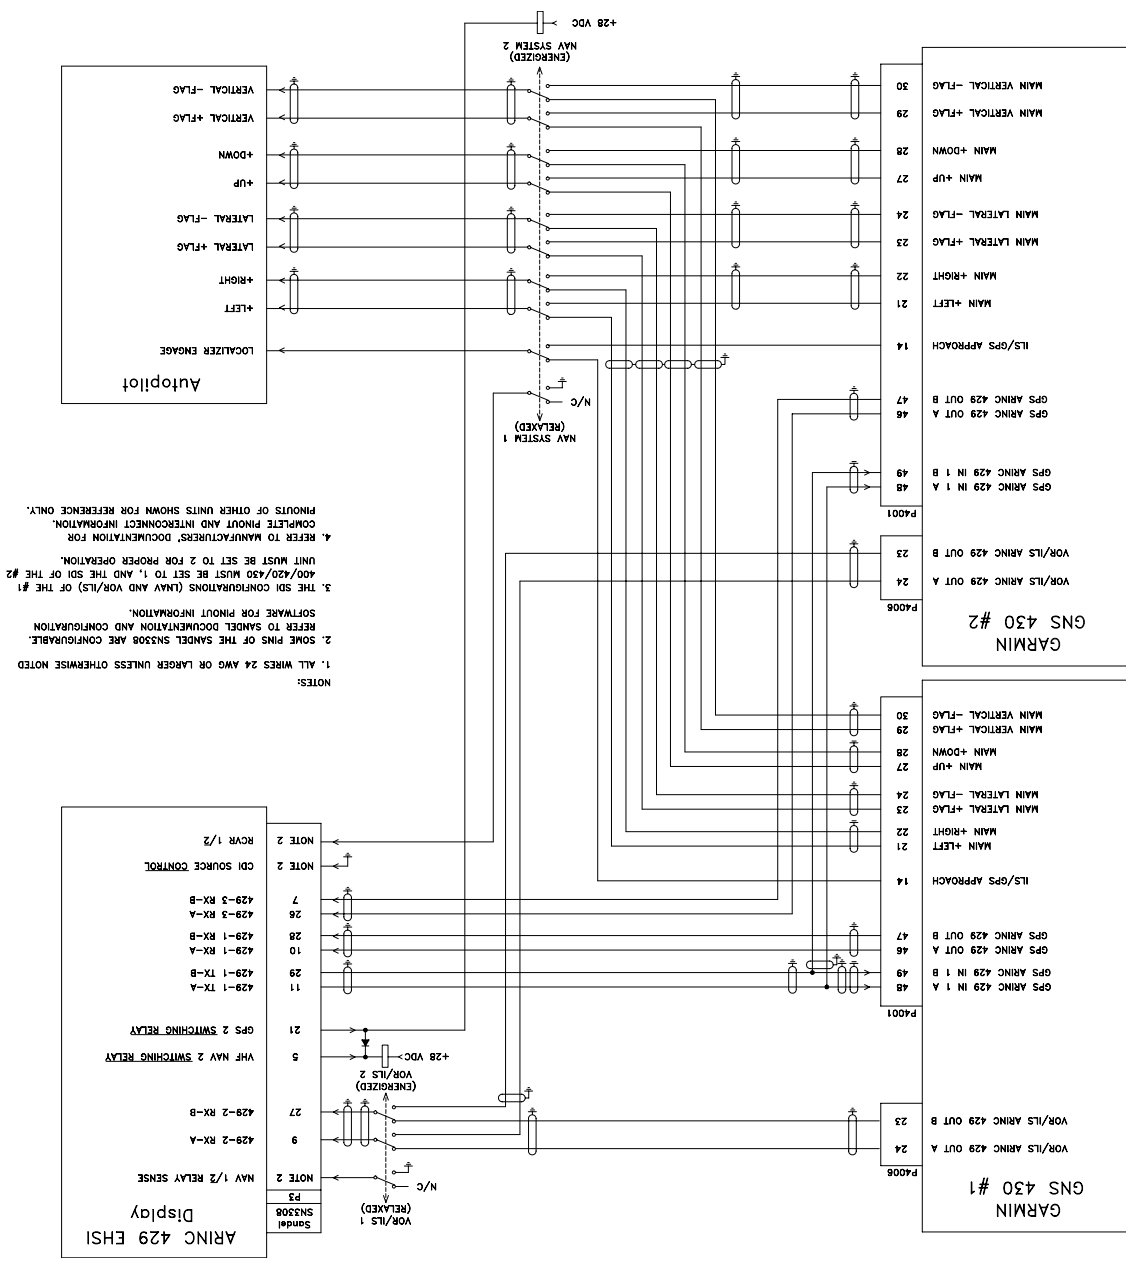 GARMIN
GNS 430 #1
P4006
VOR/ILS ARINC 429 OUT A 24
VOR/ILS ARINC 429 OUT B 23
P4001
GPS ARINC 429 IN 1 A 48
GPS ARINC 429 IN 1 B 49
GPS ARINC 429 OUT A 46
GPS ARINC 429 OUT B 47
ILS/GPS APPROACH 14
MAIN +LEFT 21
MAIN +RIGHT 22
MAIN LATERAL +FLAG 23
MAIN LATERAL -FLAG 24
MAIN +UP 27
MAIN +DOWN 28
MAIN VERTICAL +FLAG 29
MAIN VERTICAL -FLAG 30
VOR/ILS 1
(RELAXED)
N/C
(ENERGIZED)
VOR/ILS 2
+28 VDC
ARINC 429 EHSI
Display
Sandel
SN3308
P3
NOTE 2 NAV 1/2 RELAY SENSE
9 429-2 RX-A
27 429-2 RX-B
5 VHF NAV 2 SWITCHING RELAY
21 GPS 2 SWITCHING RELAY
11 429-1 TX-A
29 429-1 TX-B
10 429-1 RX-A
28 429-1 RX-B
26 429-3 RX-A
7 429-3 RX-B
NOTE 2 CDI SOURCE CONTROL
NOTE 2 RCVR 1/2
GARMIN
GNS 430 #2
P4006
VOR/ILS ARINC 429 OUT A 24
VOR/ILS ARINC 429 OUT B 23
P4001
GPS ARINC 429 IN 1 A 48
GPS ARINC 429 IN 1 B 49
GPS ARINC 429 OUT A 46
GPS ARINC 429 OUT B 47
ILS/GPS APPROACH 14
MAIN +LEFT 21
MAIN +RIGHT 22
MAIN LATERAL +FLAG 23
MAIN LATERAL -FLAG 24
MAIN +UP 27
MAIN +DOWN 28
MAIN VERTICAL +FLAG 29
MAIN VERTICAL -FLAG 30
NOTES:
1. ALL WIRES 24 AWG OR LARGER UNLESS OTHERWISE NOTED
2. SOME PINS OF THE SANDEL SN3308 ARE CONFIGURABLE.
REFER TO SANDEL DOCUMENTATION AND CONFIGURATION
SOFTWARE FOR PINOUT INFORMATION.
3. THE SDI CONFIGURATIONS (LNAV AND VOR/ILS) OF THE #1
400/420/430 MUST BE SET TO 1, AND THE SDI OF THE #2
UNIT MUST BE SET TO 2 FOR PROPER OPERATION.
4. REFER TO MANUFACTURERS' DOCUMENTATION FOR
COMPLETE PINOUT AND INTERCONNECT INFORMATION.
PINOUTS OF OTHER UNITS SHOWN FOR REFERENCE ONLY.
NAV SYSTEM 1
(RELAXED)
N/C
(ENERGIZED)
NAV SYSTEM 2
+28 VDC
Autopilot
LOCALIZER ENGAGE
+LEFT
+RIGHT
LATERAL +FLAG
LATERAL -FLAG
+UP
+DOWN
VERTICAL +FLAG
VERTICAL -FLAG